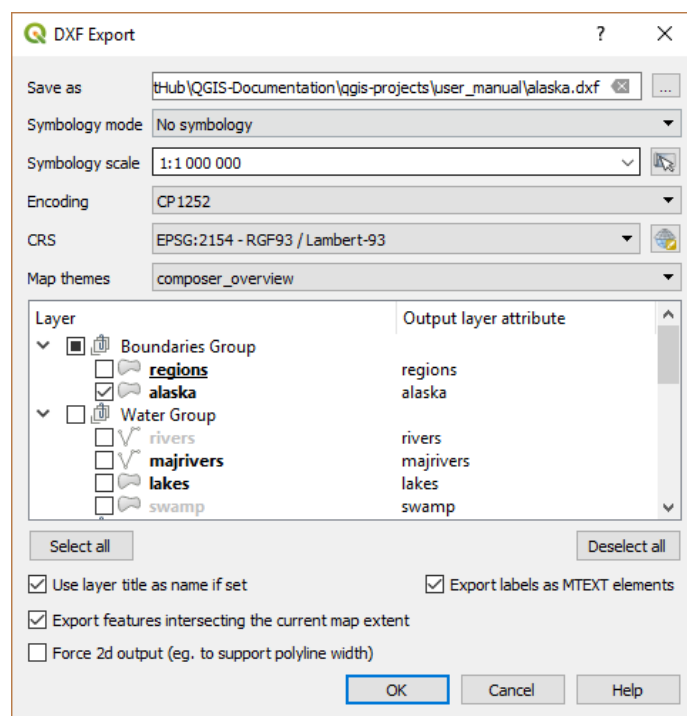 DXF Export
Save as tHub\QGIS-Documentation\qgis-projects\user_manual\alaska.dxf ...
Symbology mode No symbology
Symbology scale 1:1 000 000
Encoding CP1252
CRS EPSG:2154 - RGF93 / Lambert-93
Map themes composer_overview
Layer Output layer attribute
Boundaries Group
regions regions
alaska alaska
Water Group
rivers rivers
majrivers majrivers
lakes lakes
swamp swamp
Select all Deselect all
Use layer title as name if set Export labels as MTEXT elements
Export features intersecting the current map extent
Force 2d output (eg. to support polyline width)
OK Cancel Help